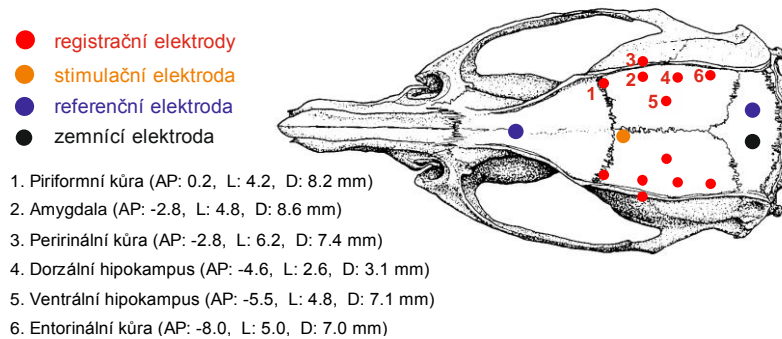 registrační elektrody
stimulační elektroda
referenční elektroda
zemnící elektroda
3
2
4
6
1
5
1. Piriformní kůra (AP: 0.2, L: 4.2, D: 8.2 mm)
2. Amygdala (AP: -2.8, L: 4.8, D: 8.6 mm)
3. Peririnální kůra (AP: -2.8, L: 6.2, D: 7.4 mm)
4. Dorzální hipokampus (AP: -4.6, L: 2.6, D: 3.1 mm)
5. Ventrální hipokampus (AP: -5.5, L: 4.8, D: 7.1 mm)
6. Entorinální kůra (AP: -8.0, L: 5.0, D: 7.0 mm)